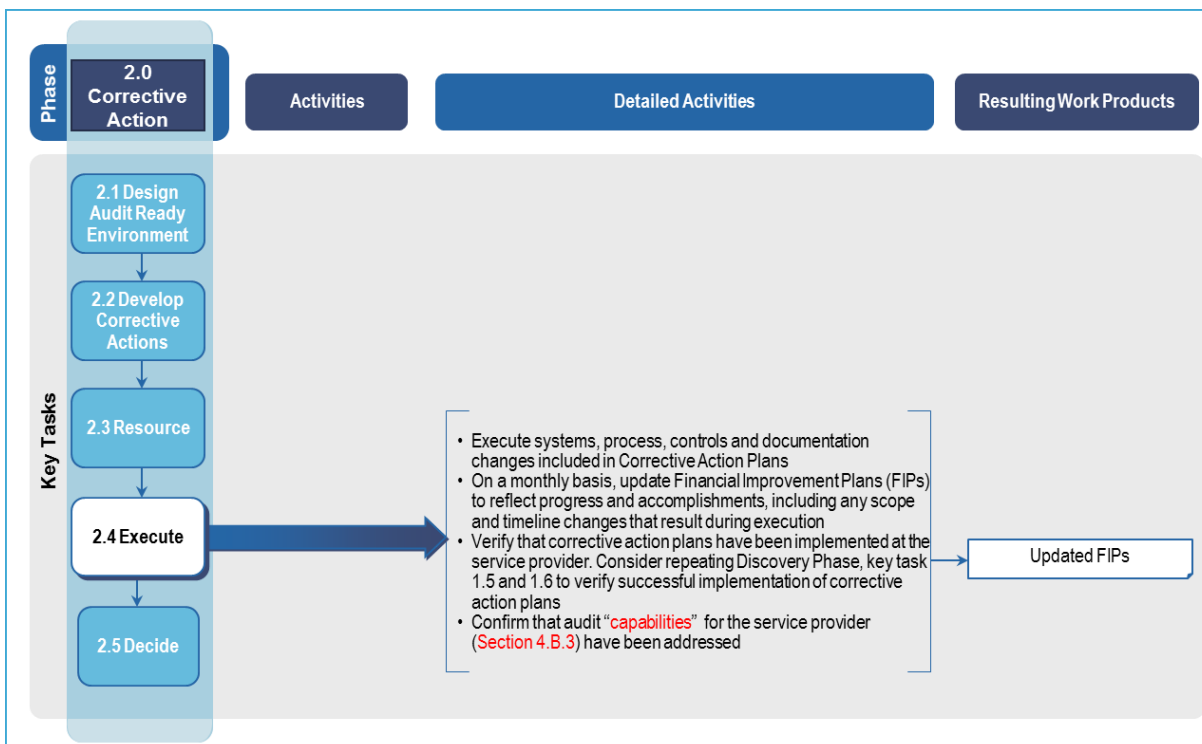 Phase
2.0
Corrective
Action
Activities
Detailed Activities
Resulting Work Products
Key Tasks
2.1 Design
Audit Ready
Environment
2.2 Develop
Corrective
Actions
2.3 Resource
2.4 Execute
2.5 Decide
• Execute systems, process, controls and documentation
changes included in Corrective Action Plans
• On a monthly basis, update Financial Improvement Plans (FIPs)
to reflect progress and accomplishments, including any scope
and timeline changes that result during execution
• Verify that corrective action plans have been implemented at the
service provider. Consider repeating Discovery Phase, key task
1.5 and 1.6 to verify successful implementation of corrective
action plans
• Confirm that audit “capabilities” for the service provider
(Section 4.B.3) have been addressed
Updated FIPs